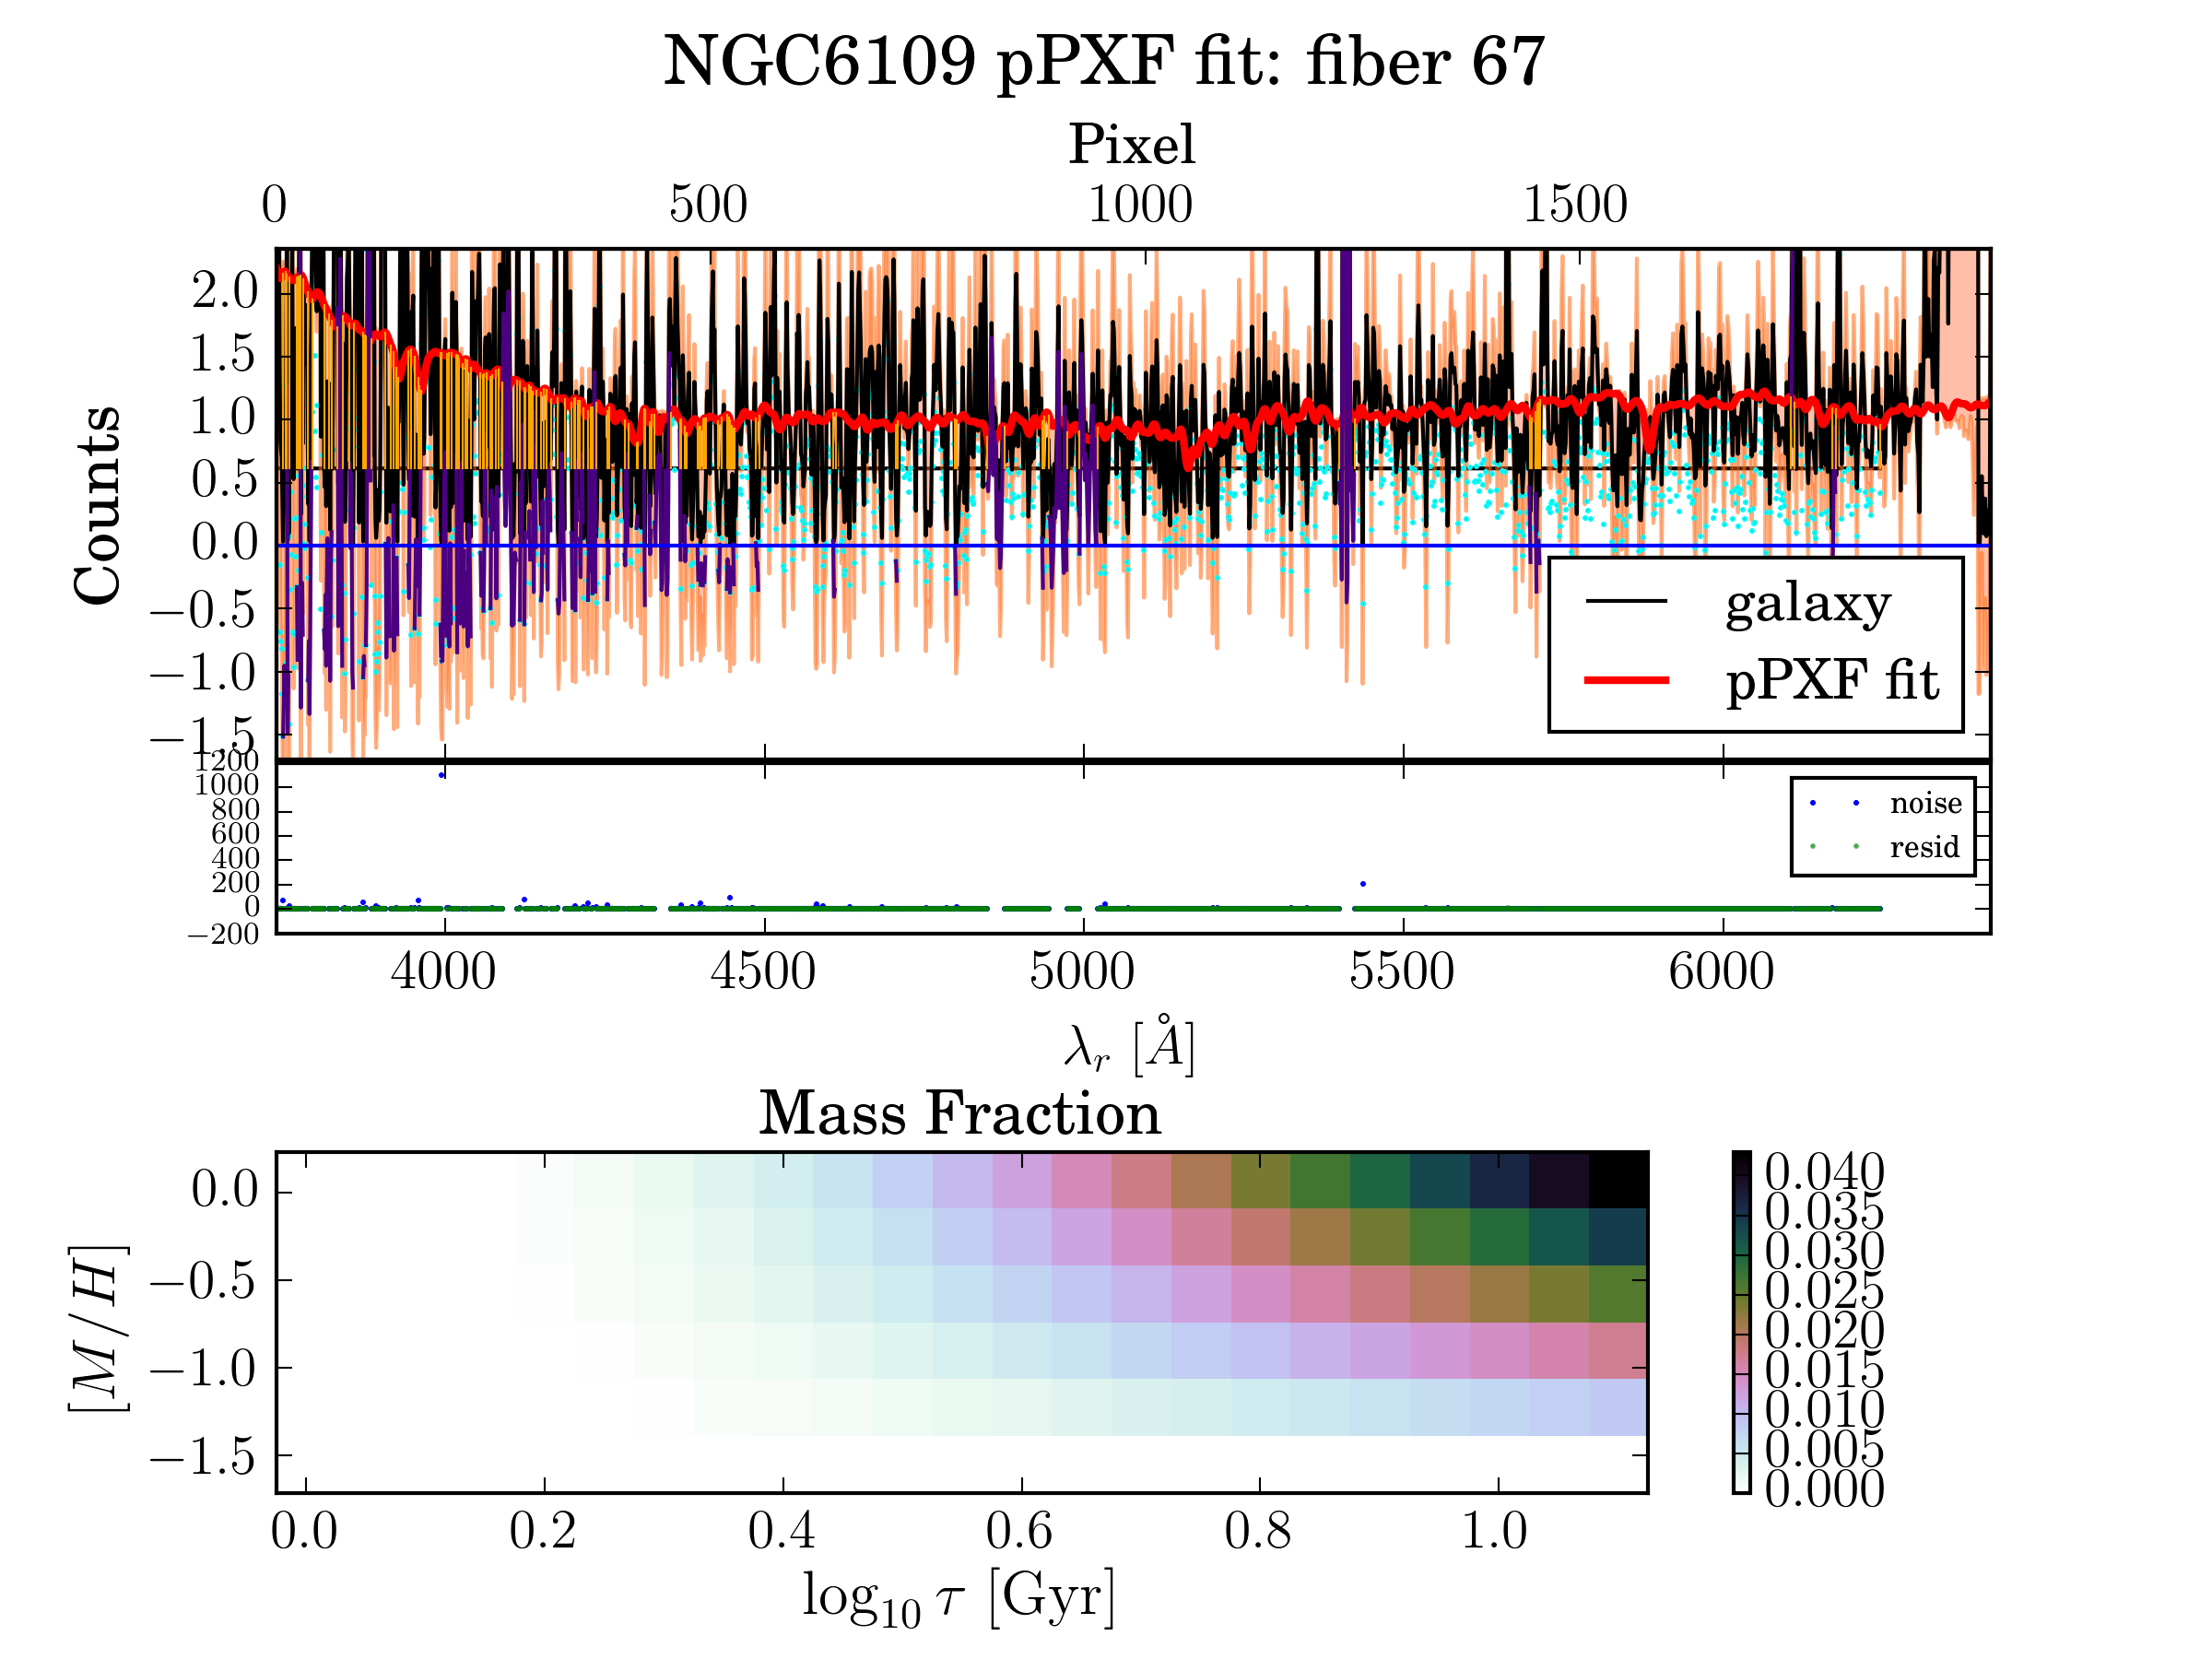 NGC6109 pPXF fit: fiber 67
Pixel
0 500 1000 1500
Counts
2.0
1.5
1.0
0.5
0.0
−0.5
−1.0
−1.5
galaxy
pPXF fit
1200
1000
800
600
400
200
0
−200
noise
resid
4000 4500 5000 5500 6000
λr [Å]
Mass Fraction
[M/H]
0.0
−0.5
−1.0
−1.5
0.0 0.2 0.4 0.6 0.8 1.0
log10 τ [Gyr]
0.040
0.035
0.030
0.025
0.020
0.015
0.010
0.005
0.000